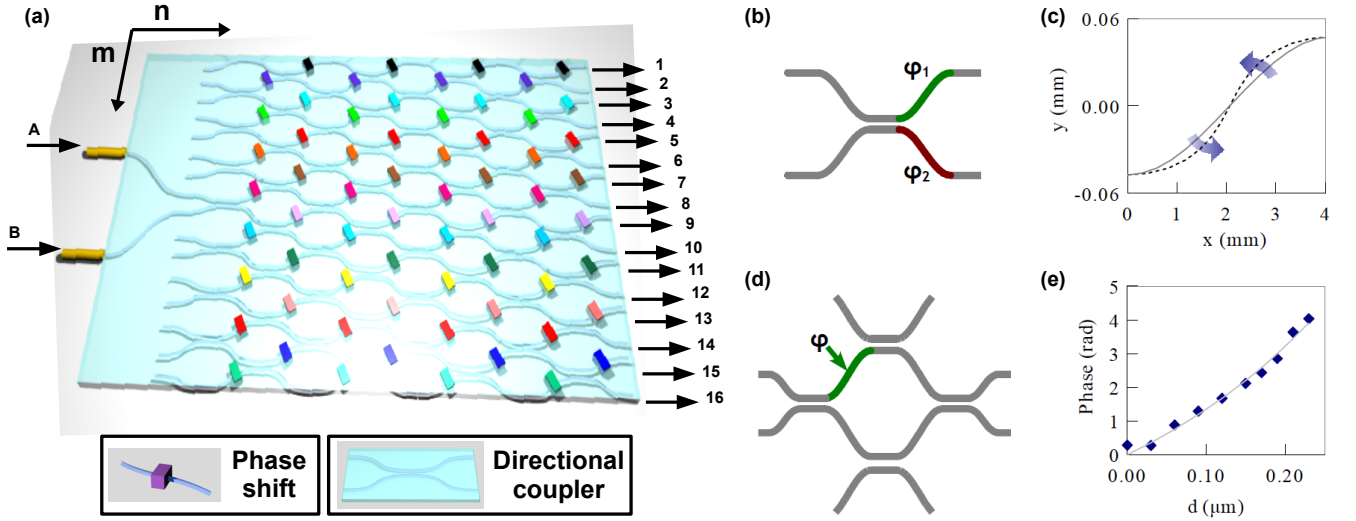 (a)
n
m
A
B
1
2
3
4
5
6
7
8
9
10
11
12
13
14
15
16
Phase
shift
Directional
coupler
(b)
φ1
φ2
(c)
0.06
0.00
-0.06
y (mm)
0 1 2 3 4
x (mm)
(d)
φ
(e)
5
4
3
2
1
0
Phase (rad)
0.00 0.10 0.20
d (μm)